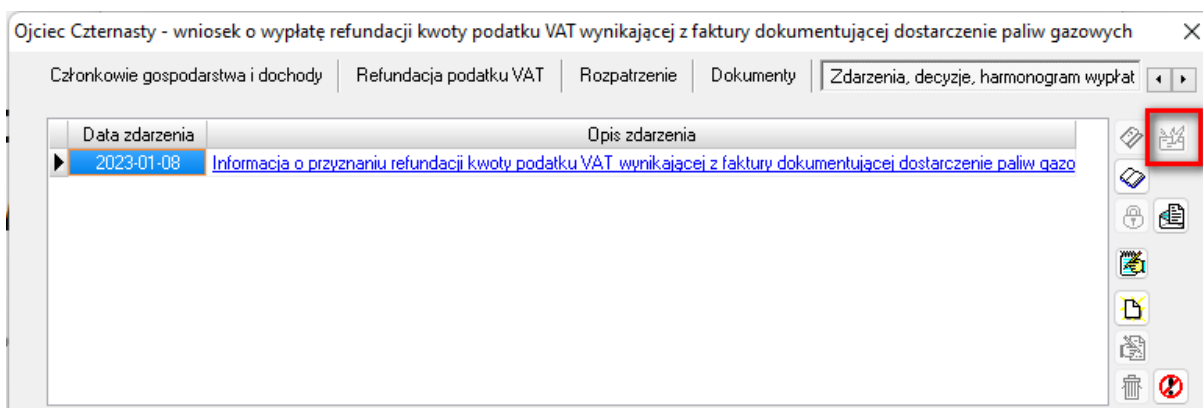 Ojciec Czternasty - wniosek o wypłatę refundacji kwoty podatku VAT wynikającej z faktury dokumentującej dostarczenie paliw gazowych
Członkowie gospodarstwa i dochody Refundacja podatku VAT Rozpatrzenie Dokumenty Zdarzenia, decyzje, harmonogram wypłat
Data zdarzenia Opis zdarzenia
2023-01-08 Informacja o przyznaniu refundacji kwoty podatku VAT wynikającej z faktury dokumentującej dostarczenie paliw gazo